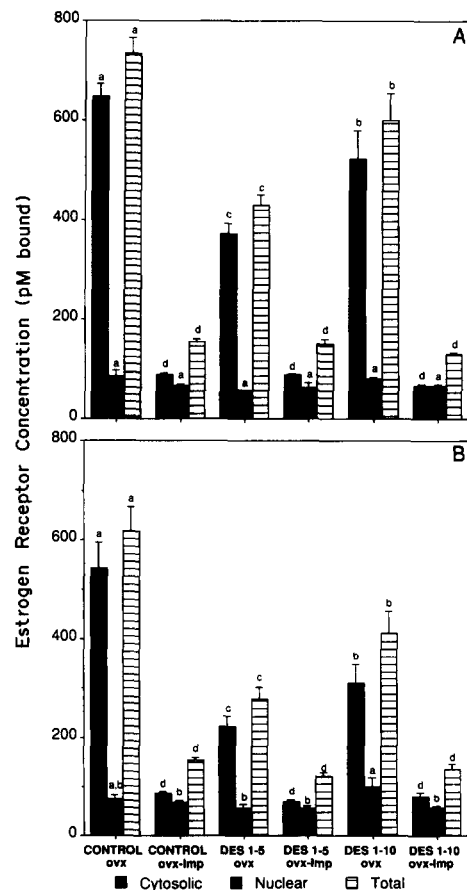 Estrogen Receptor Concentration (pM bound)
A
800
600
400
200
0
a a a
d a d
c a c
d a d
b a b
d a d
B
800
600
400
200
0
a a,b a
d b d
c b c
d b d
b a b
d b d
CONTROL ovx
CONTROL ovx-Imp
DES 1-5 ovx
DES 1-5 ovx-Imp
DES 1-10 ovx
DES 1-10 ovx-Imp
Cytosolic Nuclear Total